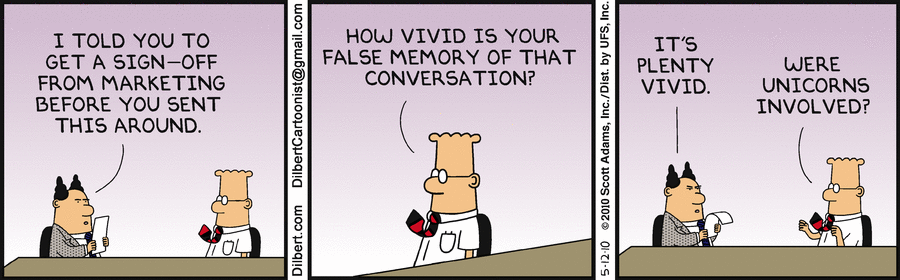 I TOLD YOU TO
GET A SIGN-OFF
FROM MARKETING
BEFORE YOU SENT
THIS AROUND.
Dilbert.com DilbertCartoonist@gmail.com
HOW VIVID IS YOUR
FALSE MEMORY OF THAT
CONVERSATION?
5-12-10 © 2010 Scott Adams, Inc./Dist. by UFS, Inc.
IT'S
PLENTY
VIVID.
WERE
UNICORNS
INVOLVED?